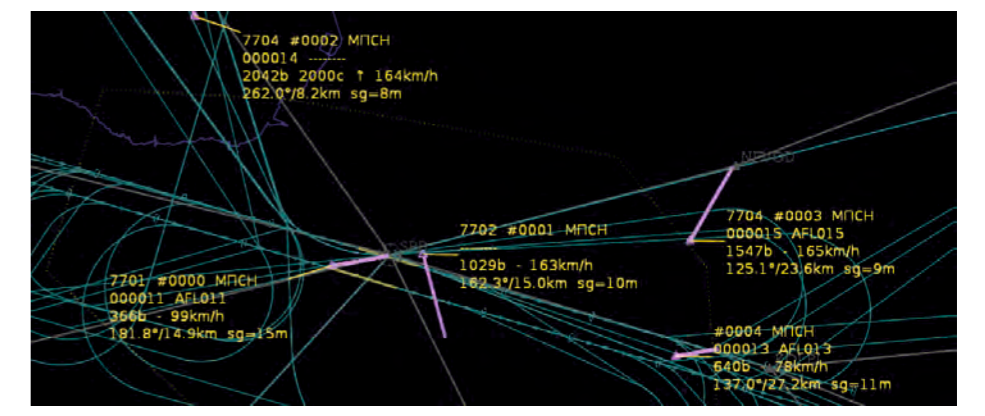 7704 #0002 МПСН
000014 --------
2042b 2000c ↑ 164km/h
262.0°/8.2km sg=8m
7704 #0003 МПСН
000015 AFL015
1547b - 165km/h
125.1°/23.6km sg=9m
7702 #0001 МПСН
------
1029b - 163km/h
162.3°/15.0km sg=10m
7701 #0000 МПСН
000011 AFL011
366b - 99km/h
181.8°/14.9km sg=15m
#0004 МПСН
000013 AFL013
640b - 78km/h
137.0°/27.2km sg=11m